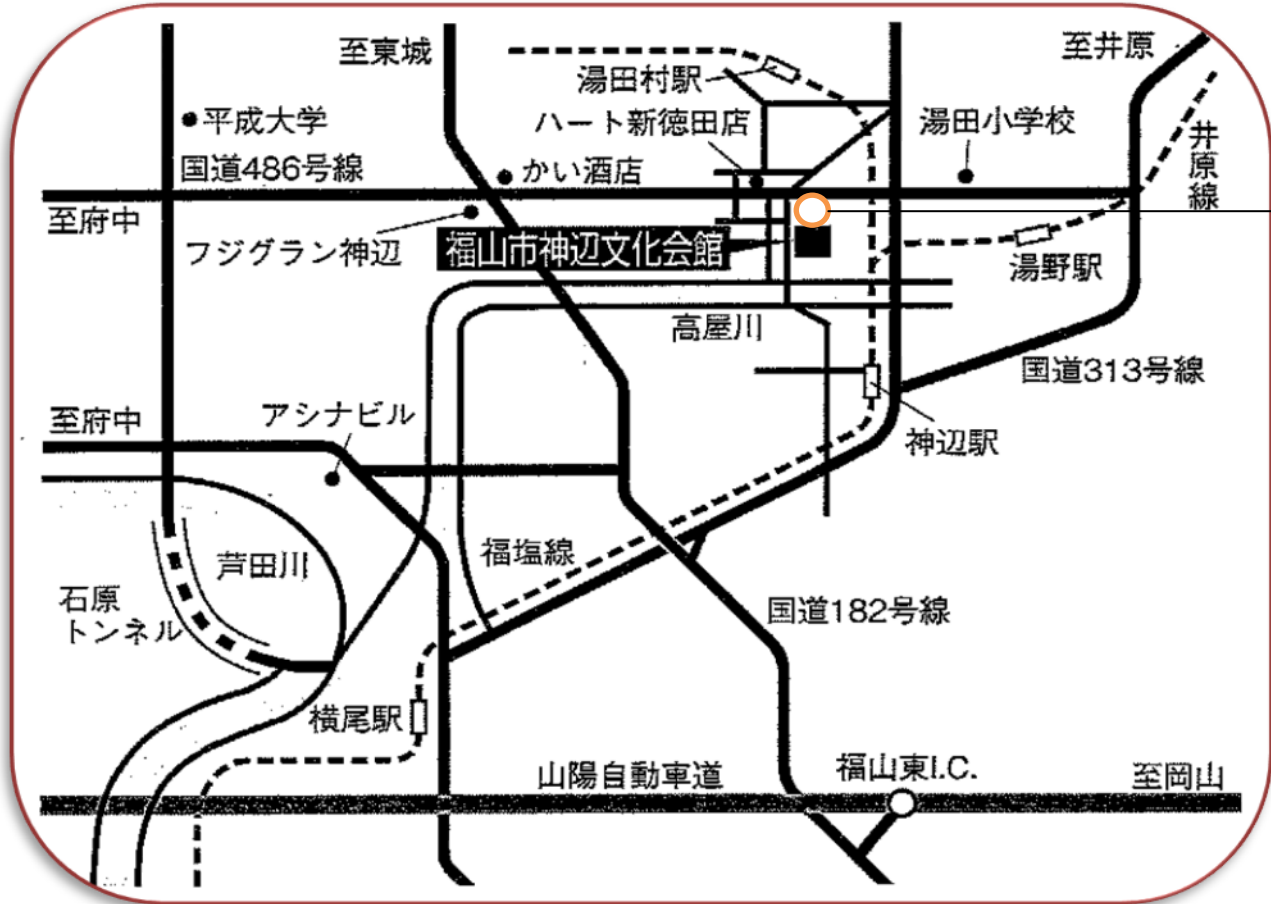 至東城
湯田村駅
至井原
平成大学
ハート新徳田店
湯田小学校
井原線
国道486号線
かい酒店
至府中
フジグラン神辺
福山市神辺文化会館
湯野駅
高屋川
国道313号線
至府中
アシナビル
神辺駅
芦田川
福塩線
石原
トンネル
国道182号線
横尾駅
山陽自動車道
福山東I.C.
至岡山